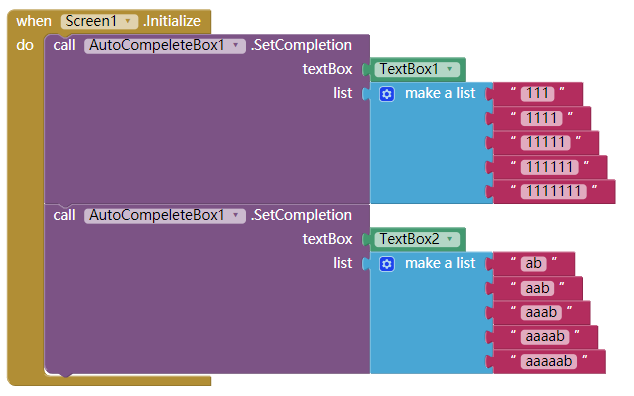 when Screen1 .Initialize
do call AutoCompeleteBox1 .SetCompletion
textBox TextBox1
list make a list " 111 "
" 1111 "
" 11111 "
" 111111 "
" 1111111 "
call AutoCompeleteBox1 .SetCompletion
textBox TextBox2
list make a list " ab "
" aab "
" aaab "
" aaaab "
" aaaaab "